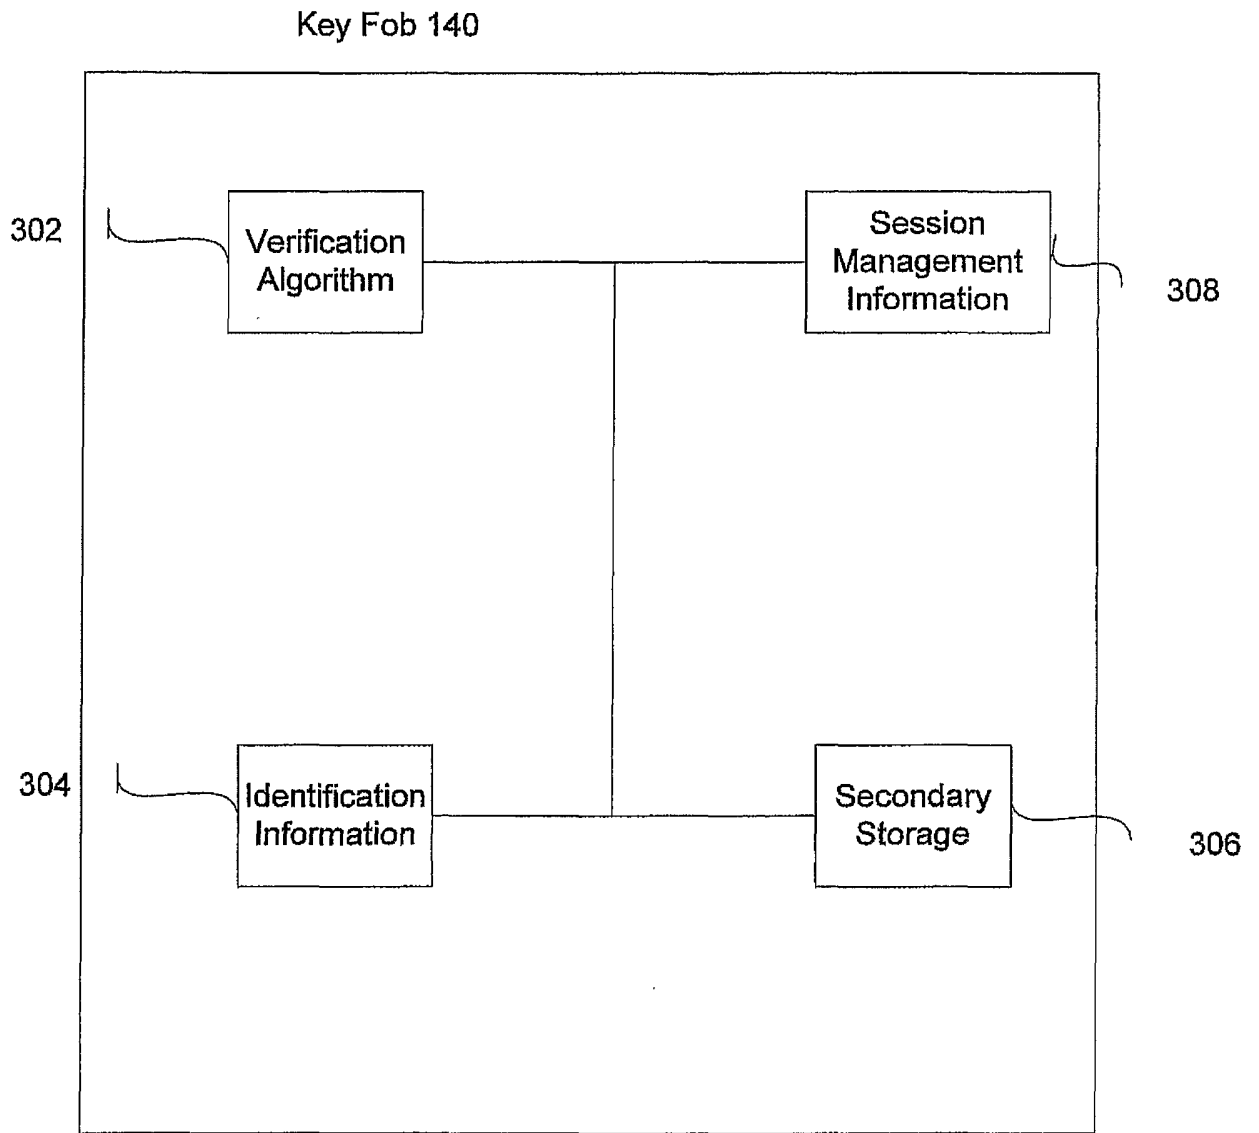 Key Fob 140
302
Verification
Algorithm
Session
Management
Information
308
304
Identification
Information
Secondary
Storage
306